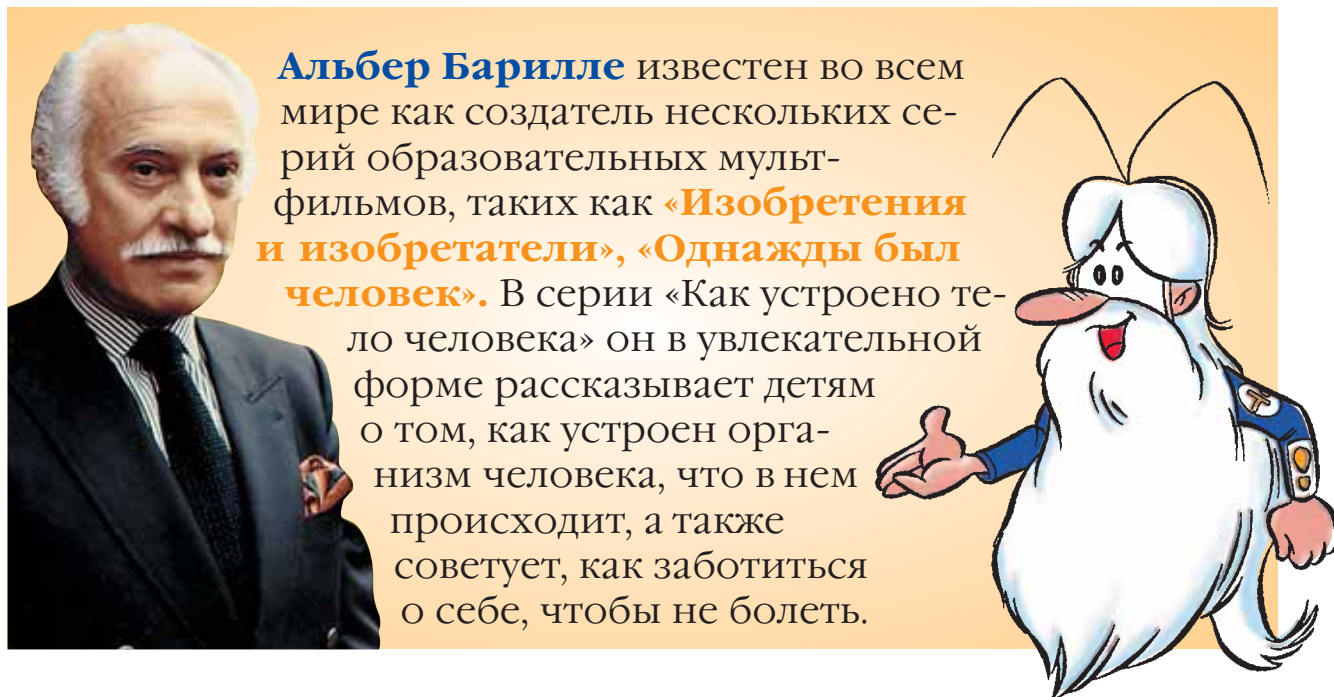 Альбер Барилле известен во всем
мире как создатель нескольких се-
рий образовательных мульт-
фильмов, таких как «Изобретения
и изобретатели», «Однажды был
человек». В серии «Как устроено те-
ло человека» он в увлекательной
форме рассказывает детям
о том, как устроен орга-
низм человека, что в нем
происходит, а также
советует, как заботиться
о себе, чтобы не болеть.